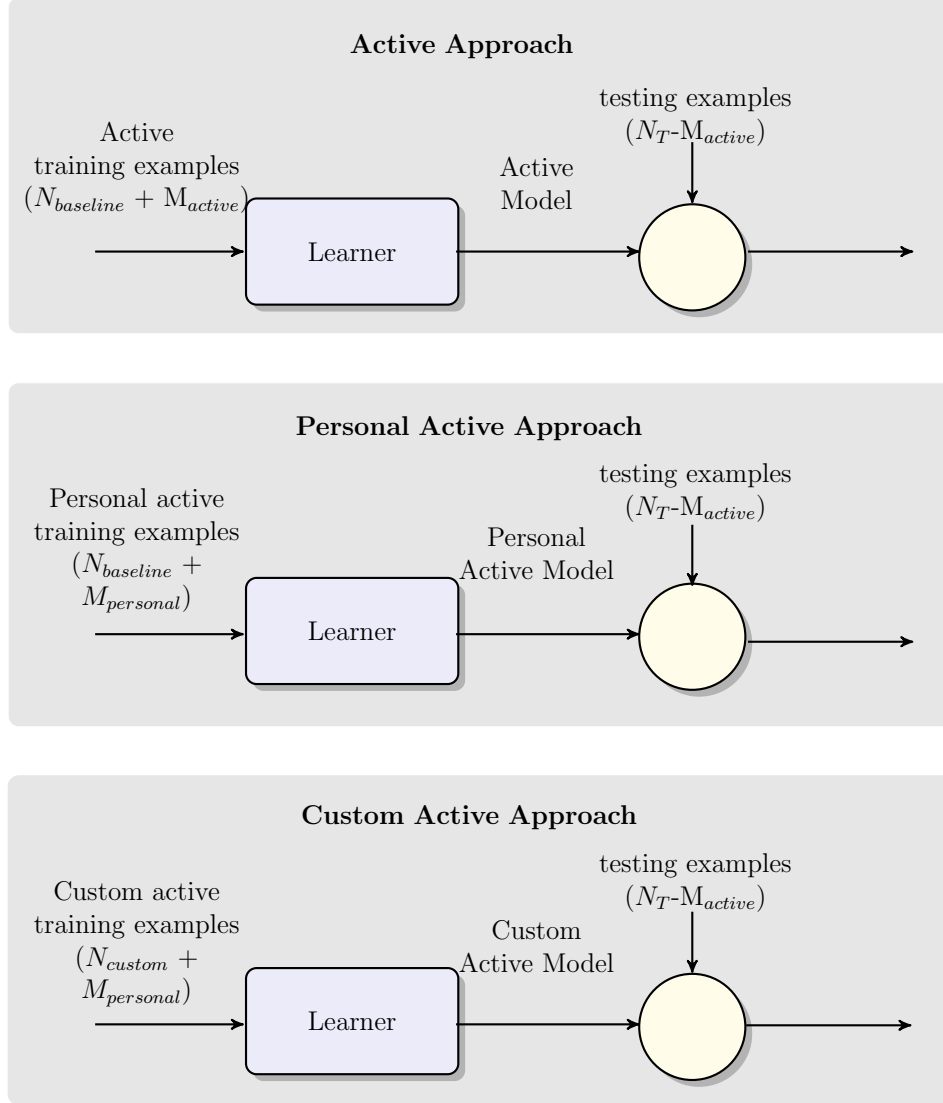 Active Approach
testing examples
(N_T-M_active)
Active
training examples
(N_baseline + M_active)
Active
Model
Learner
Personal Active Approach
testing examples
(N_T-M_active)
Personal active
training examples
(N_baseline +
M_personal)
Personal
Active Model
Learner
Custom Active Approach
testing examples
(N_T-M_active)
Custom active
training examples
(N_custom +
M_personal)
Custom
Active Model
Learner